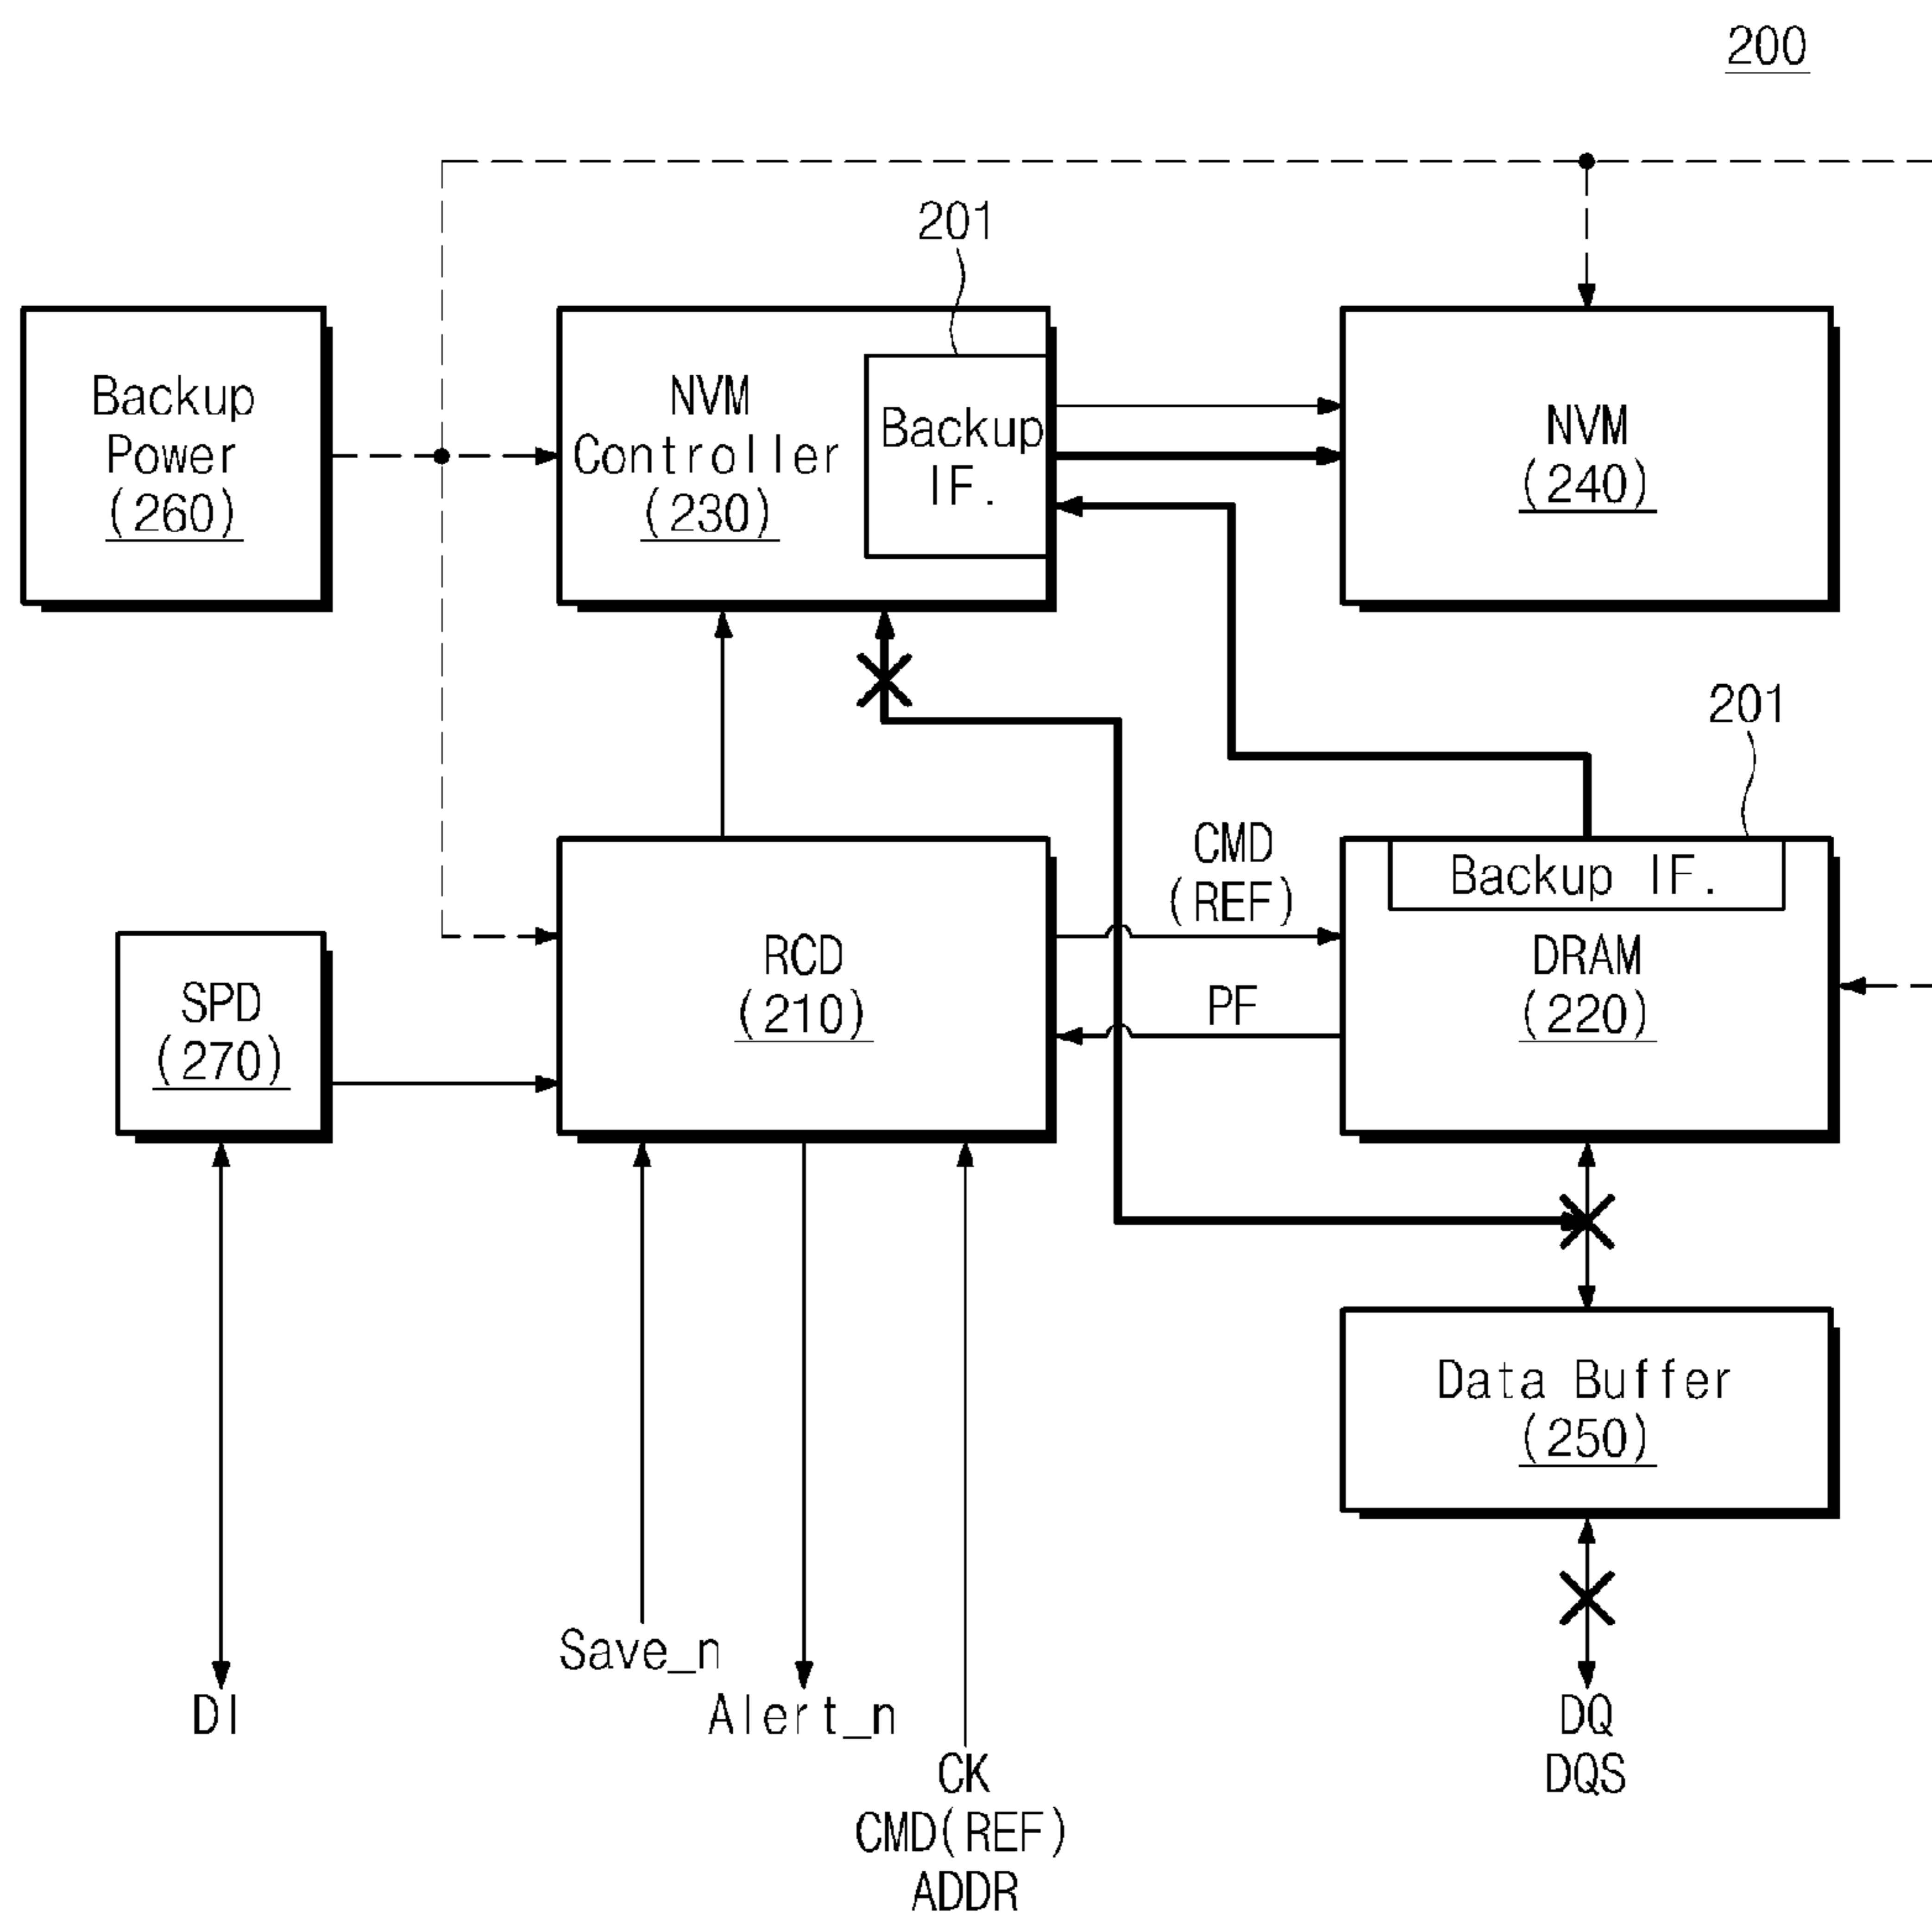 200
201
Backup
Power
(260)
NVM
Controller
(230)
Backup
IF.
NVM
(240)
201
CMD
(REF)
Backup IF.
RCD
(210)
DRAM
(220)
PF
SPD
(270)
Data Buffer
(250)
Save_n
DI
Alert_n
DQ
DQS
CK
CMD(REF)
ADDR